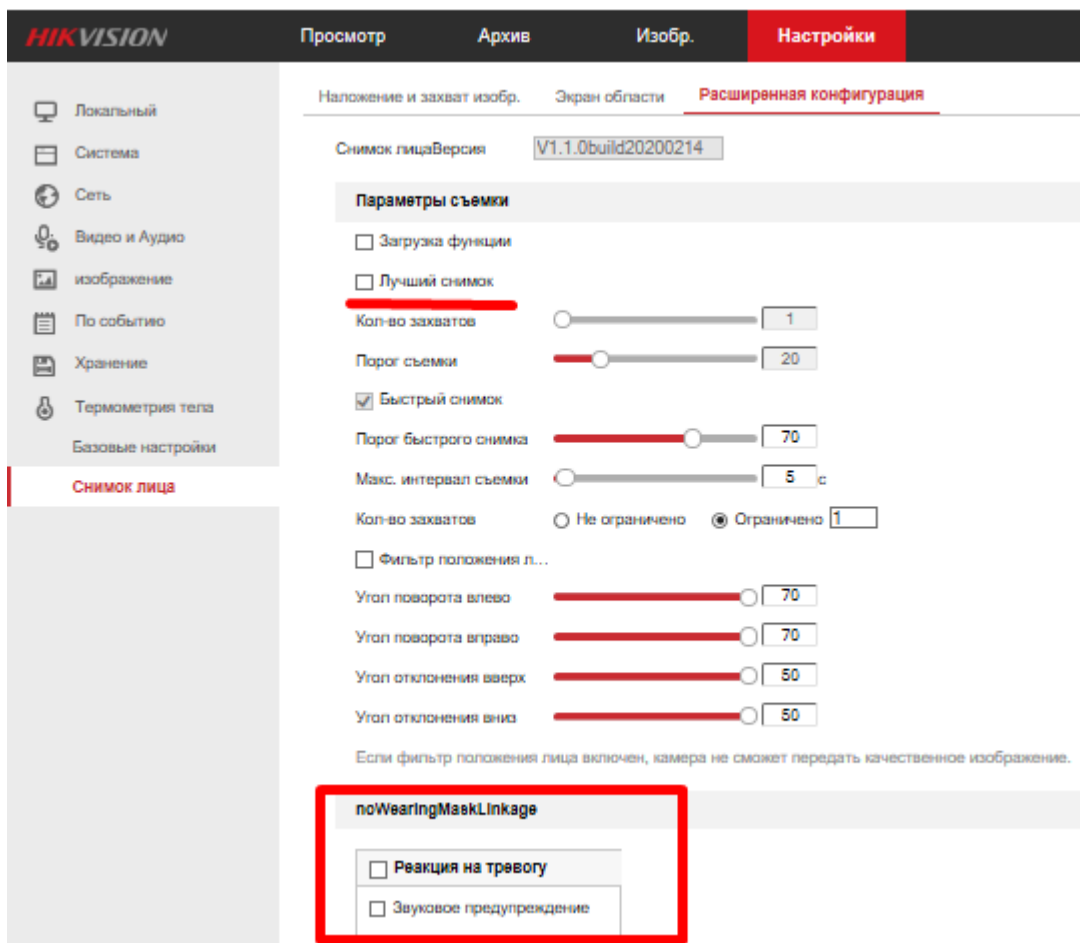 HIKVISION Просмотр Архив Изобр. Настройки
Локальный
Система
Сеть
Видео и Аудио
изображение
По событию
Хранение
Термометрия тела
Базовые настройки
Снимок лица
Наложение и захват изобр. Экран области Расширенная конфигурация
Снимок лицаВерсия V1.1.0build20200214
Параметры съемки
Загрузка функции
Лучший снимок
Кол-во захватов 1
Порог съемки 20
Быстрый снимок
Порог быстрого снимка 70
Макс. интервал съемки 5 с
Кол-во захватов Не ограничено Ограничено 1
Фильтр положения л...
Угол поворота влево 70
Угол поворота вправо 70
Угол отклонения вверх 50
Угол отклонения вниз 50
Если фильтр положения лица включен, камера не сможет передать качественное изображение.
noWearingMaskLinkage
Реакция на тревогу
Звуковое предупреждение